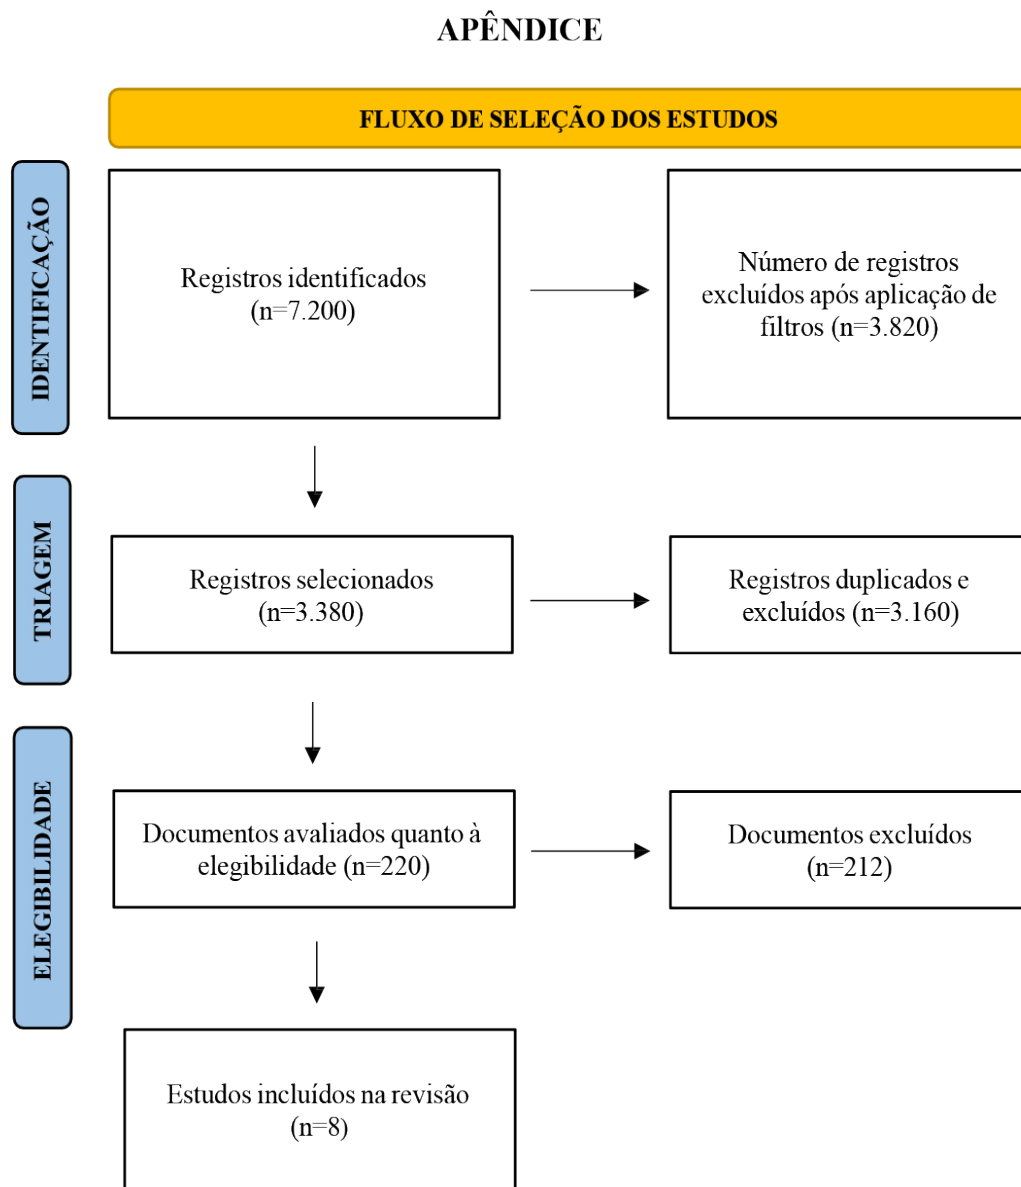 APÊNDICE
FLUXO DE SELEÇÃO DOS ESTUDOS
IDENTIFICAÇÃO
Registros identificados
(n=7.200)
Número de registros
excluídos após aplicação de
filtros (n=3.820)
TRIAGEM
Registros selecionados
(n=3.380)
Registros duplicados e
excluídos (n=3.160)
ELEGIBILIDADE
Documentos avaliados quanto à
elegibilidade (n=220)
Documentos excluídos
(n=212)
Estudos incluídos na revisão
(n=8)